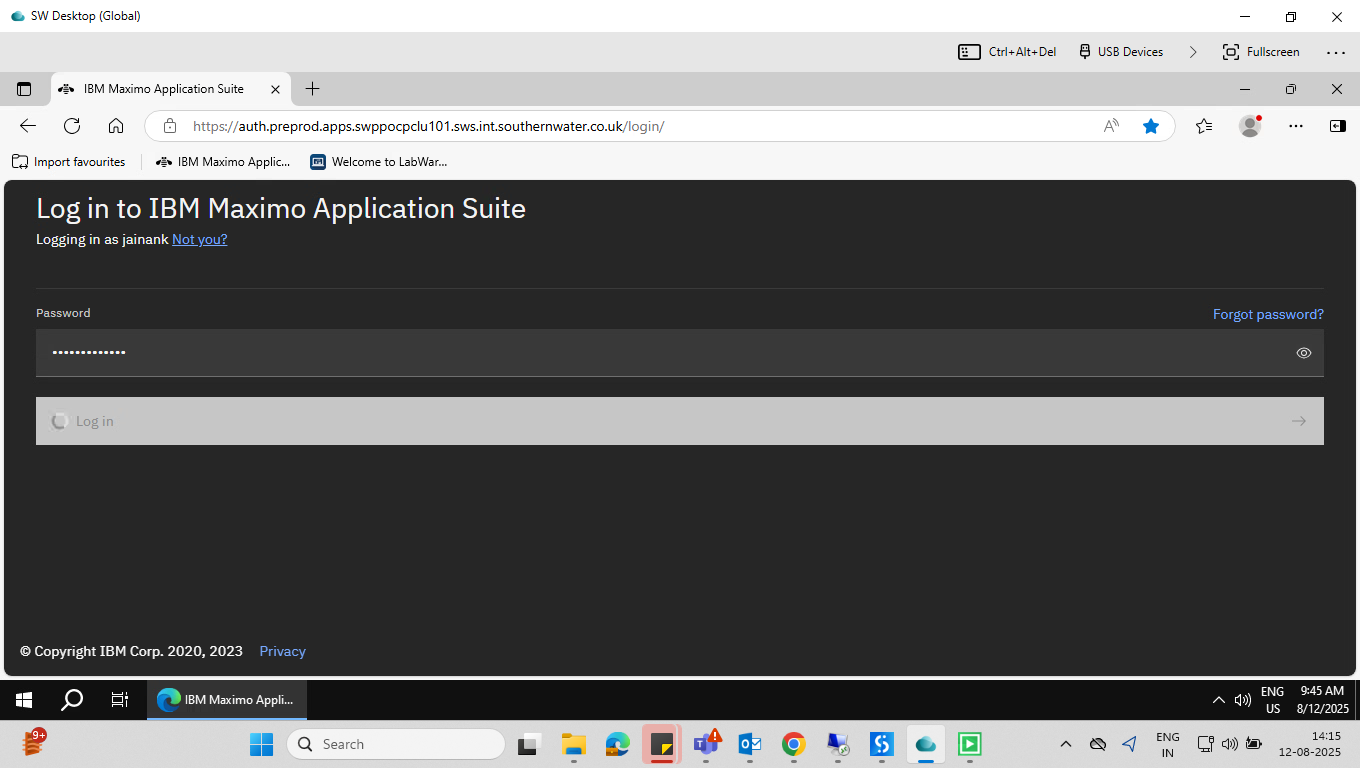 SW Desktop (Global)
Ctrl+Alt+Del
USB Devices
Fullscreen
IBM Maximo Application Suite
https://auth.preprod.apps.swppocpclu101.sws.int.southernwater.co.uk/login/
Import favourites
IBM Maximo Applic...
Welcome to LabWar...
Log in to IBM Maximo Application Suite
Logging in as jainank Not you?
Password
Forgot password?
•••••••••••••
Log in
© Copyright IBM Corp. 2020, 2023 Privacy
IBM Maximo Appli...
ENG
US
9:45 AM
8/12/2025
9+
Search
ENG
IN
14:15
12-08-2025